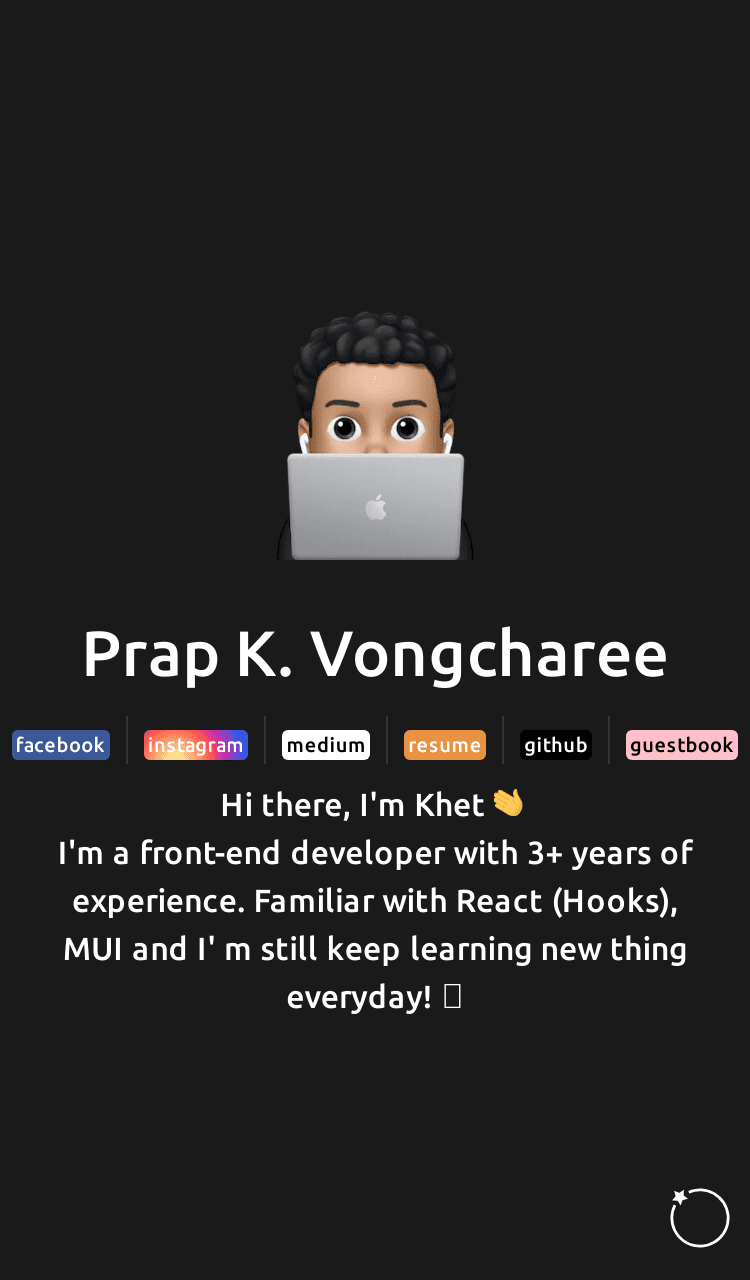 Prap K. Vongcharee
facebook instagram medium resume github guestbook
Hi there, I'm Khet 👋
I'm a front-end developer with 3+ years of
experience. Familiar with React (Hooks),
MUI and I' m still keep learning new thing
everyday!